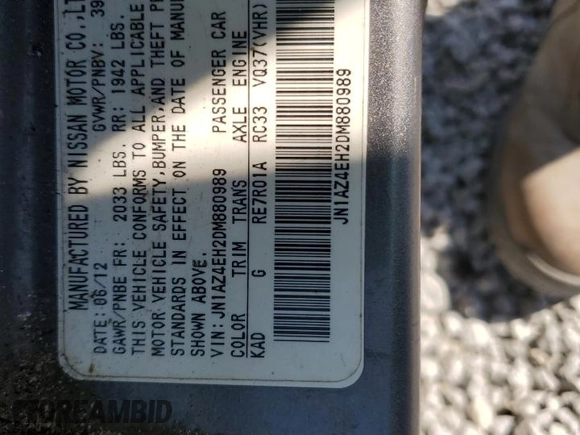 MANUFACTURED BY NISSAN MOTOR CO.,LT
DATE: 06/12 GVWR/PNBV: 39
GAWR/PNBE FR: 2033 LBS. RR: 1942 LBS.
THIS VEHICLE CONFORMS TO ALL APPLICABLE
MOTOR VEHICLE SAFETY, BUMPER, AND THEFT PR
STANDARDS IN EFFECT ON THE DATE OF MANUF
SHOWN ABOVE.
VIN: JN1AZ4EH2DM880989 PASSENGER CAR
COLOR TRIM TRANS AXLE ENGINE
KAD G RE7R01A RC33 VQ37(VHR)
JN1AZ4EH2DM880989